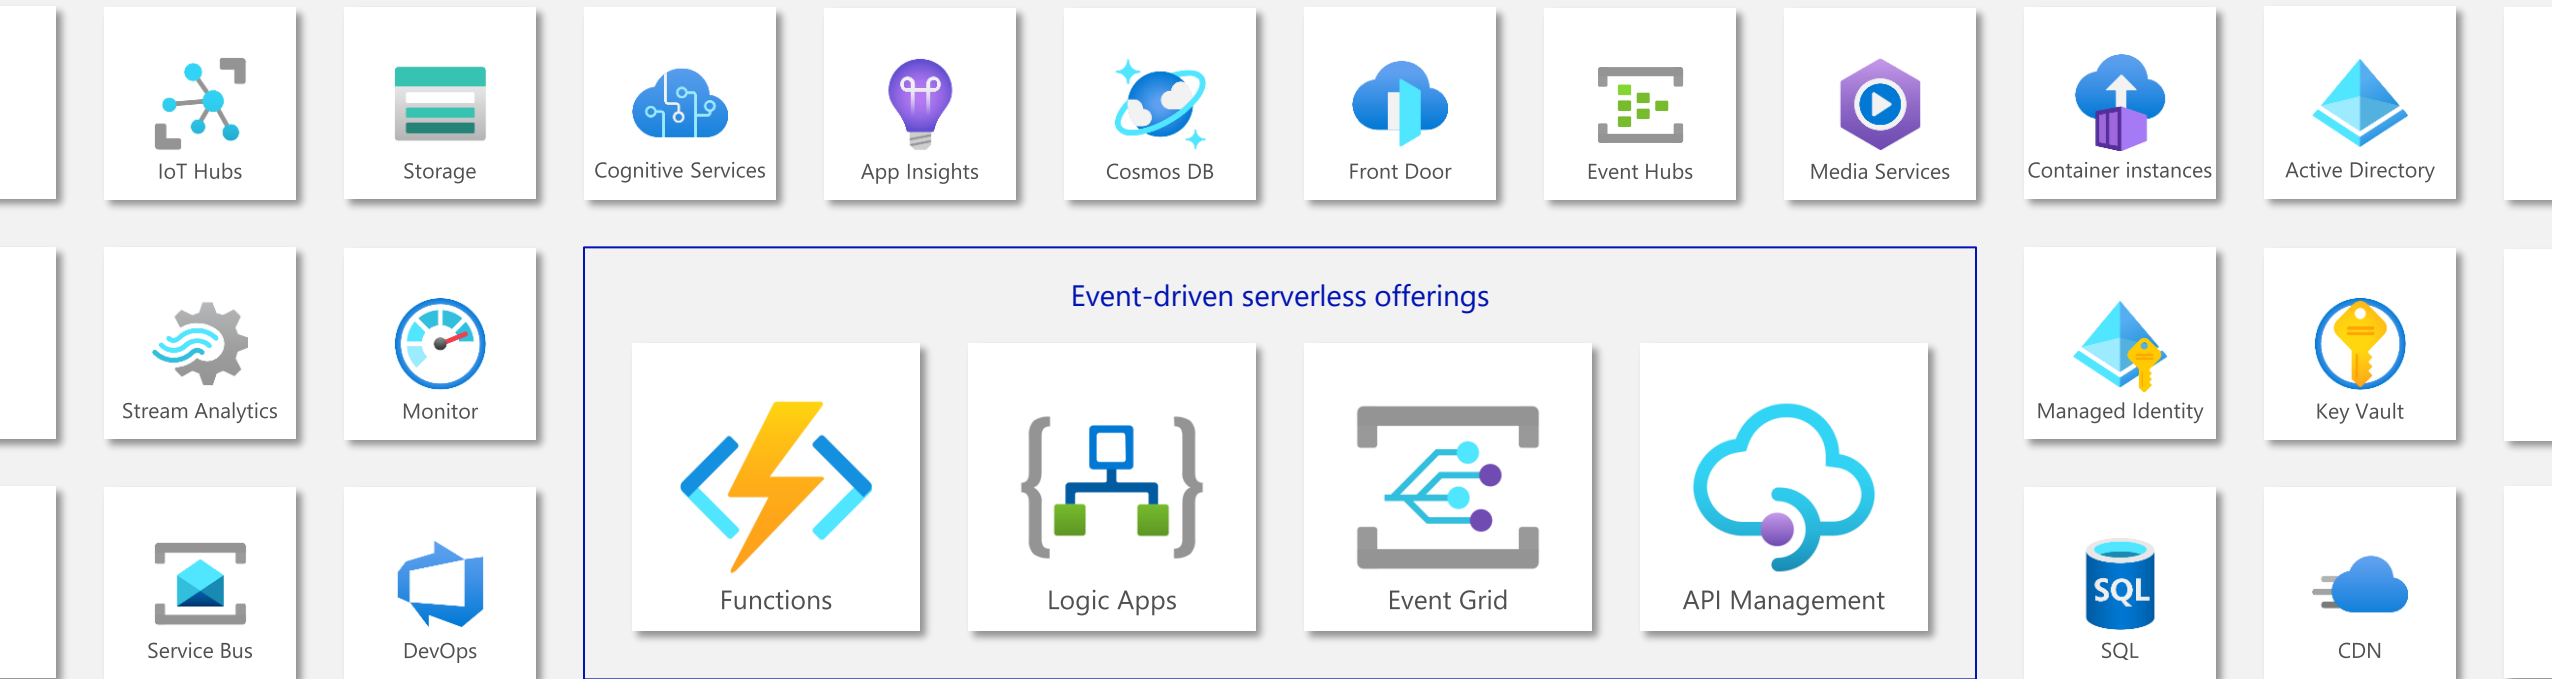 IoT Hubs
Storage
Cognitive Services
App Insights
Cosmos DB
Front Door
Event Hubs
Media Services
Container instances
Active Directory
Stream Analytics
Monitor
Event-driven serverless offerings
Managed Identity
Key Vault
Functions
Logic Apps
Event Grid
API Management
Service Bus
DevOps
SQL
SQL
CDN